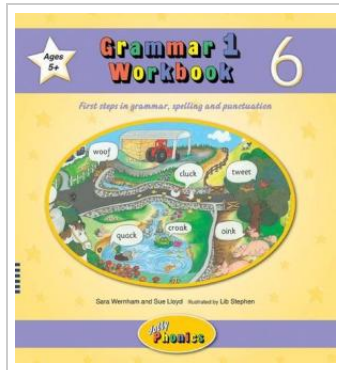 Ages
5+
Grammar 1
Workbook
6
First steps in grammar, spelling and punctuation
woof
cluck
tweet
quack
croak
oink
Sara Wernham and Sue Lloyd Illustrated by Lib Stephen
Jolly
Phonics